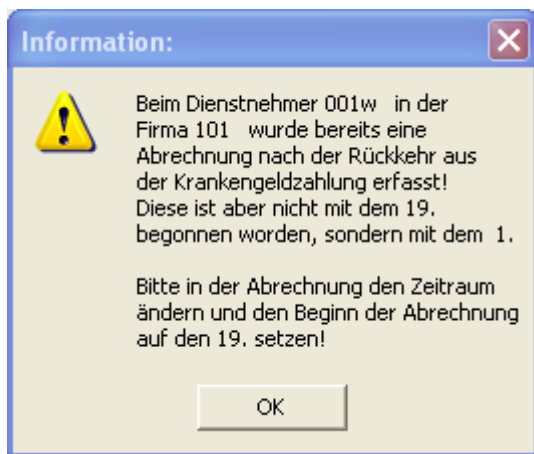 Information:
Beim Dienstnehmer 001w in der
Firma 101 wurde bereits eine
Abrechnung nach der Rückkehr aus
der Krankengeldzahlung erfasst!
Diese ist aber nicht mit dem 19.
begonnen worden, sondern mit dem 1.
Bitte in der Abrechnung den Zeitraum
ändern und den Beginn der Abrechnung
auf den 19. setzen!
OK